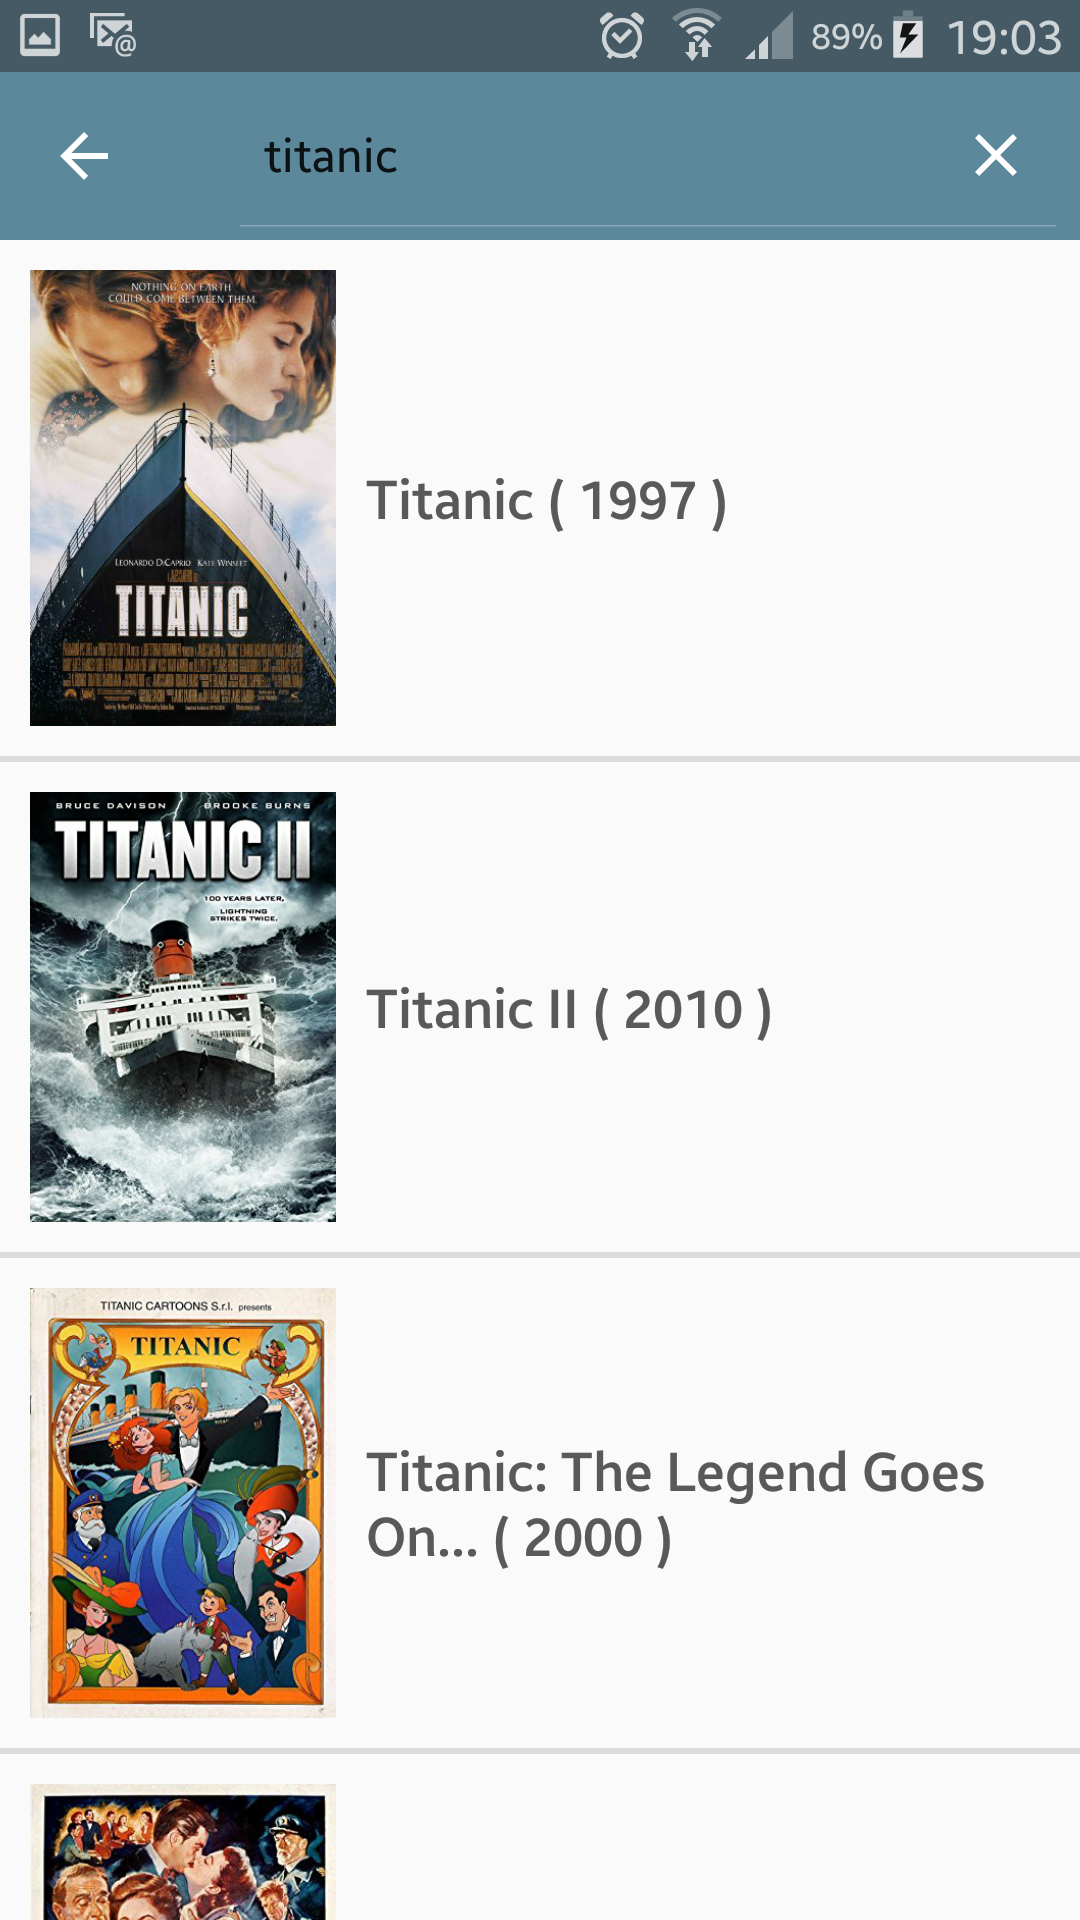 89% 19:03
titanic
NOTHING ON EARTH
COULD COME BETWEEN THEM.
LEONARDO DICAPRIO KATE WINSLET
TITANIC
Titanic ( 1997 )
BRUCE DAVISON BROOKE BURNS
TITANIC II
100 YEARS LATER,
LIGHTNING
STRIKES TWICE.
TITANIC II
Titanic II ( 2010 )
TITANIC CARTOONS S.r.l. presents
TITANIC
Titanic: The Legend Goes
On... ( 2000 )